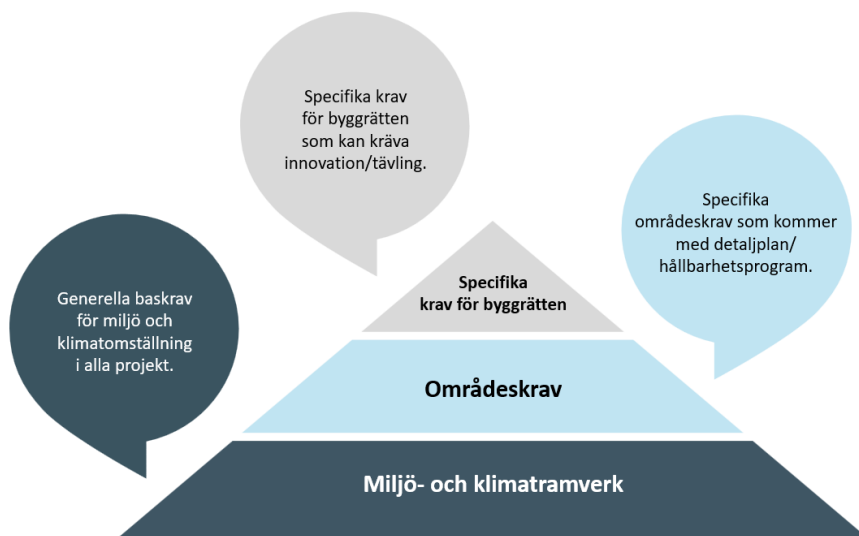 Specifika krav
för byggrätten
som kan kräva
innovation/tävling.
Specifika
områdeskrav som kommer
med detaljplan/
hållbarhetsprogram.
Generella baskrav
för miljö och
klimatomställning
i alla projekt.
Specifika
krav för byggrätten
Områdeskrav
Miljö- och klimatramverk